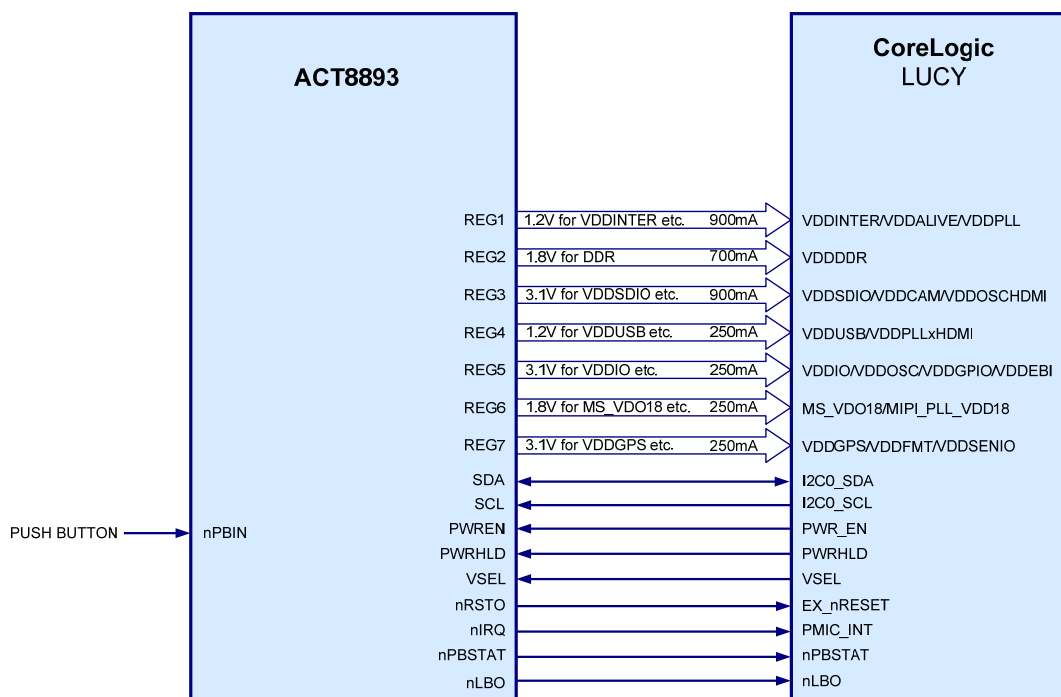 ACT8893
CoreLogic
LUCY
REG1 1.2V for VDDINTER etc. 900mA VDDINTER/VDDALIVE/VDDPLL
REG2 1.8V for DDR 700mA VDDDDR
REG3 3.1V for VDDSDIO etc. 900mA VDDSDIO/VDDCAM/VDDOSCHDMI
REG4 1.2V for VDDUSB etc. 250mA VDDUSB/VDDPLLxHDMI
REG5 3.1V for VDDIO etc. 250mA VDDIO/VDDOSC/VDDGPIO/VDDEBI
REG6 1.8V for MS_VDO18 etc. 250mA MS_VDO18/MIPI_PLL_VDD18
REG7 3.1V for VDDGPS etc. 250mA VDDGPS/VDDFMT/VDDSENIO
SDA I2C0_SDA
SCL I2C0_SCL
PUSH BUTTON nPBIN PWREN PWR_EN
PWRHLD PWRHLD
VSEL VSEL
nRSTO EX_nRESET
nIRQ PMIC_INT
nPBSTAT nPBSTAT
nLBO nLBO